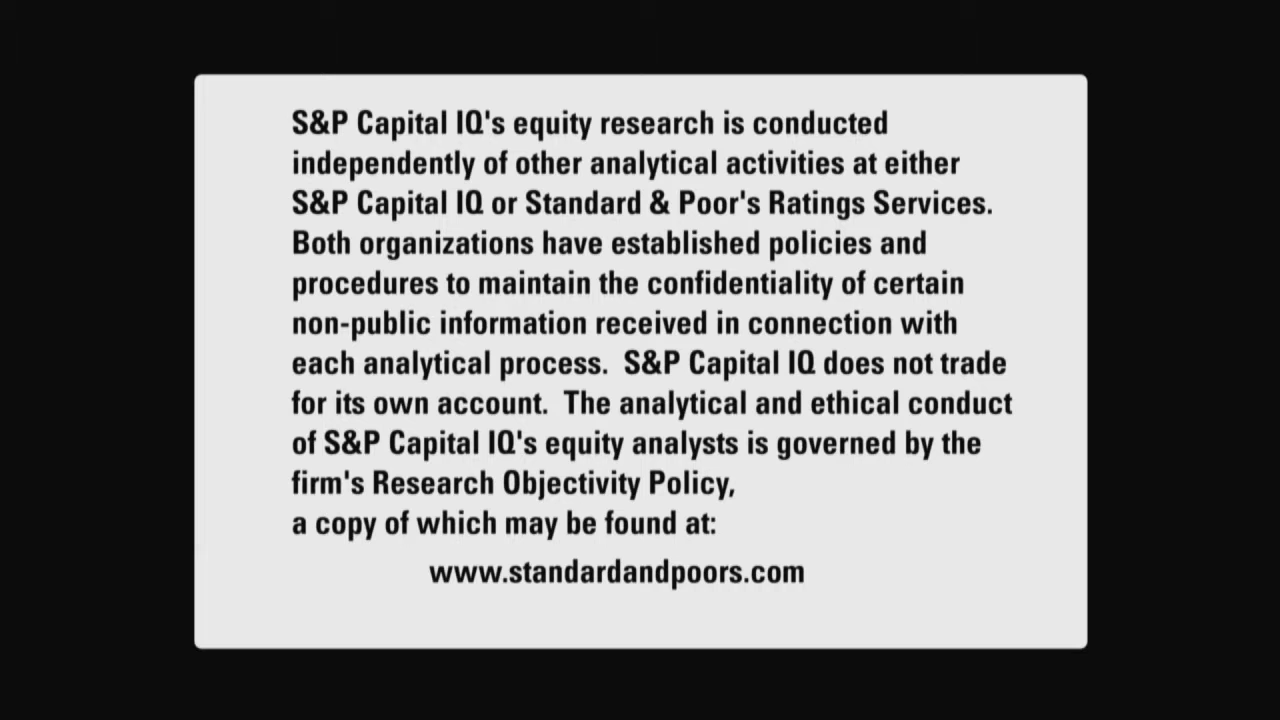 S&P Capital IQ's equity research is conducted
independently of other analytical activities at either
S&P Capital IQ or Standard & Poor's Ratings Services.
Both organizations have established policies and
procedures to maintain the confidentiality of certain
non-public information received in connection with
each analytical process.  S&P Capital IQ does not trade
for its own account.  The analytical and ethical conduct
of S&P Capital IQ's equity analysts is governed by the
firm's Research Objectivity Policy,
a copy of which may be found at:
www.standardandpoors.com